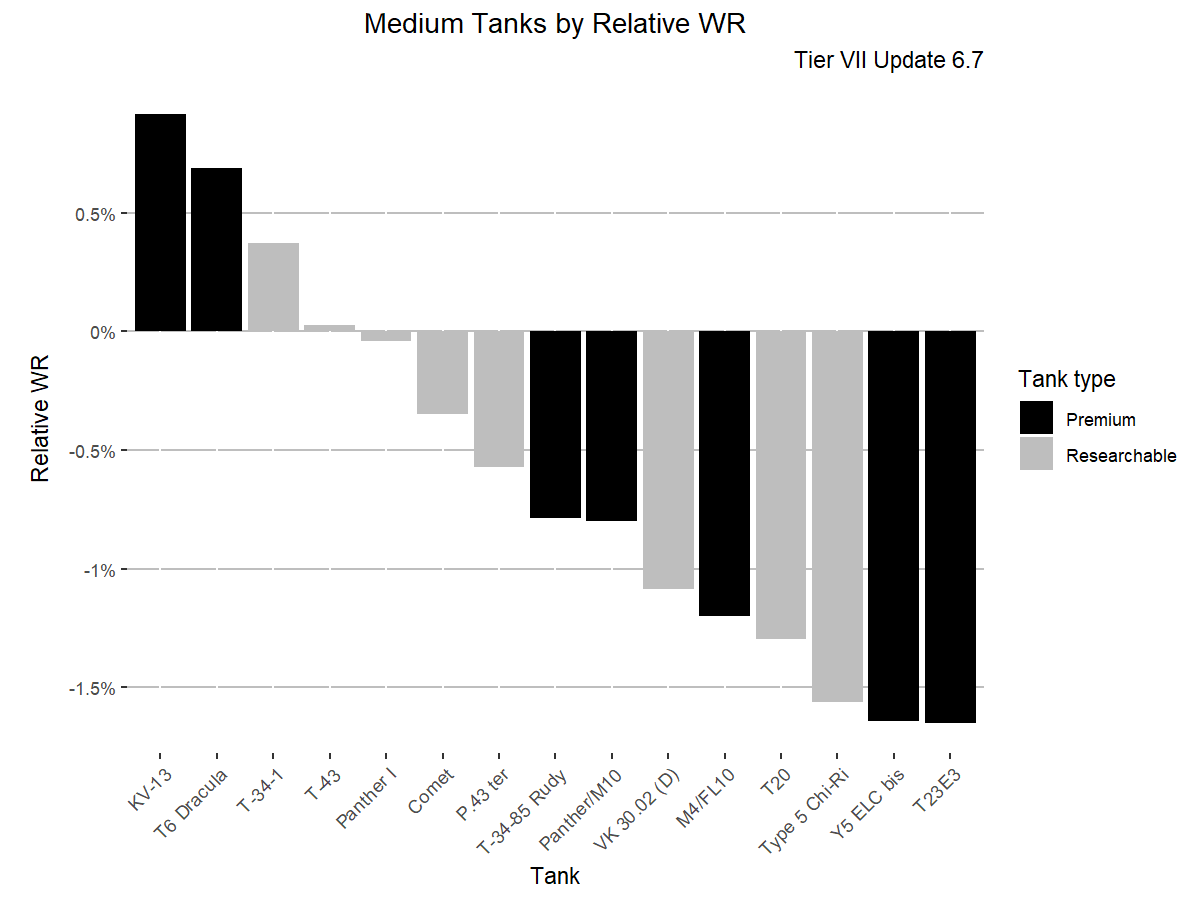 Medium Tanks by Relative WR
Tier VII Update 6.7
Relative WR
0.5%
0%
-0.5%
-1%
-1.5%
KV-13
T6 Dracula
T-34-1
T-43
Panther I
Comet
P.43 ter
T-34-85 Rudy
Panther/M10
VK 30.02 (D)
M4/FL10
T20
Type 5 Chi-Ri
Y5 ELC bis
T23E3
Tank
Tank type
Premium
Researchable